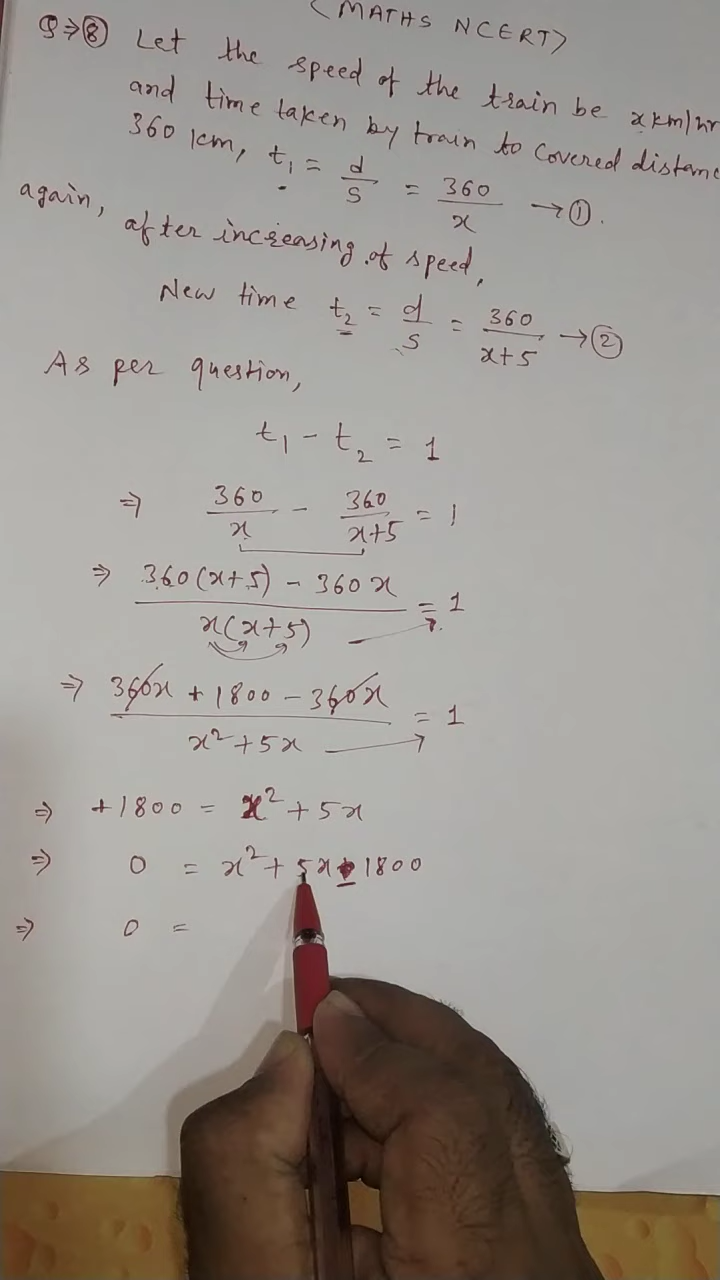 <MATHS NCERT>
Q⇒⑧ Let the speed of the train be x km/hr
and time taken by train to covered distance
360 km, t₁ = d/s = 360/x → ①.
again, after increasing of speed,
New time t₂ = d/s = 360/x+5 → ②
As per question,
t₁ - t₂ = 1
⇒ 360/x - 360/x+5 = 1
⇒ 360(x+5) - 360x / x(x+5) = 1
⇒ 360x + 1800 - 360x / x² + 5x = 1
⇒ +1800 = x² + 5x
⇒ 0 = x² + 5x - 1800
⇒ 0 =